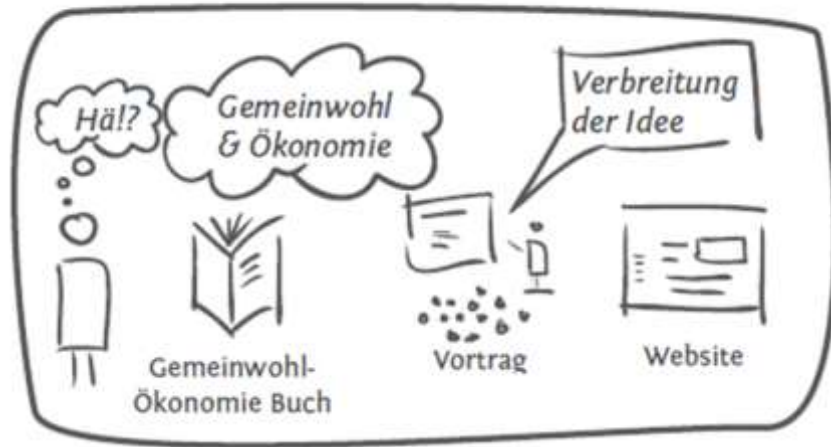 Hä!?
Gemeinwohl
& Ökonomie
Verbreitung
der Idee
Gemeinwohl-
Ökonomie Buch
Vortrag
Website